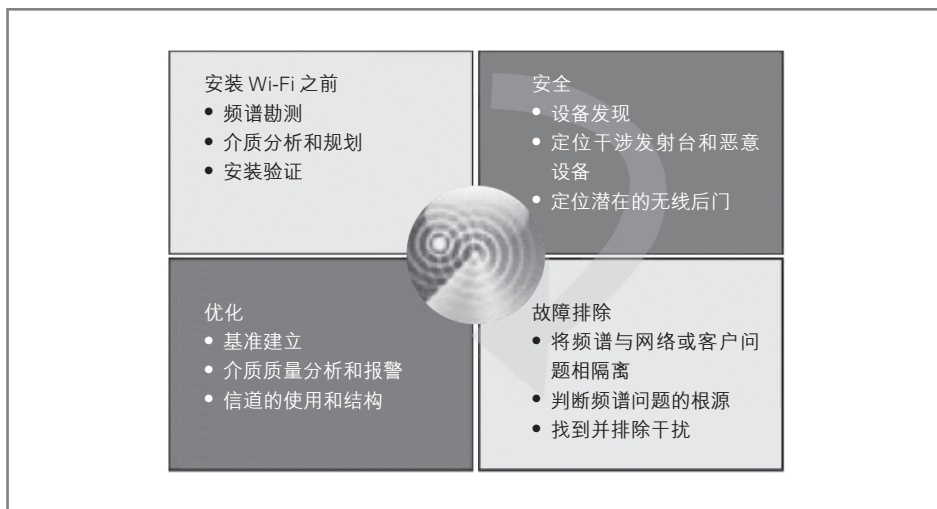 安装 Wi-Fi 之前
• 频谱勘测
• 介质分析和规划
• 安装验证
安全
• 设备发现
• 定位干涉发射台和恶意
设备
• 定位潜在的无线后门
优化
• 基准建立
• 介质质量分析和报警
• 信道的使用和结构
故障排除
• 将频谱与网络或客户问
题相隔离
• 判断频谱问题的根源
• 找到并排除干扰